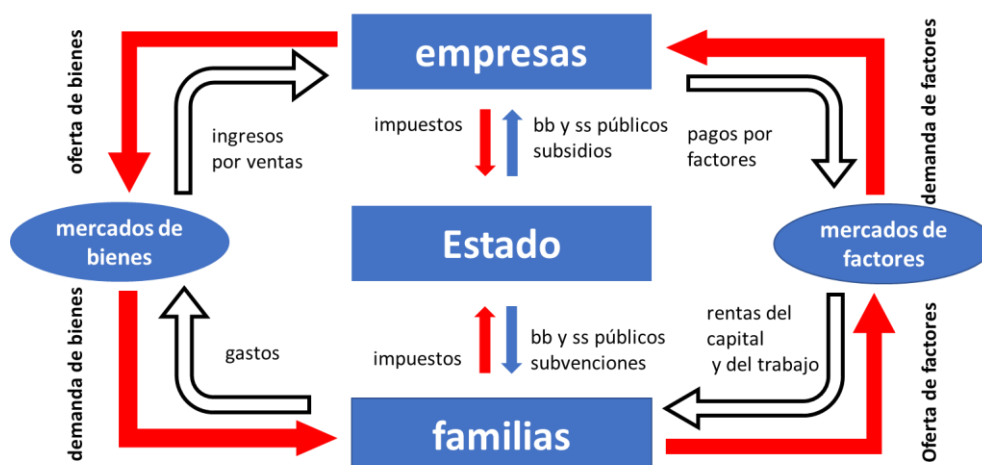 empresas
oferta de bienes
ingresos
por ventas
impuestos
bb y ss públicos
subsidios
pagos por
factores
demanda de factores
mercados de
bienes
Estado
mercados de
factores
demanda de bienes
gastos
impuestos
bb y ss públicos
subvenciones
rentas del
capital
y del trabajo
Oferta de factores
familias